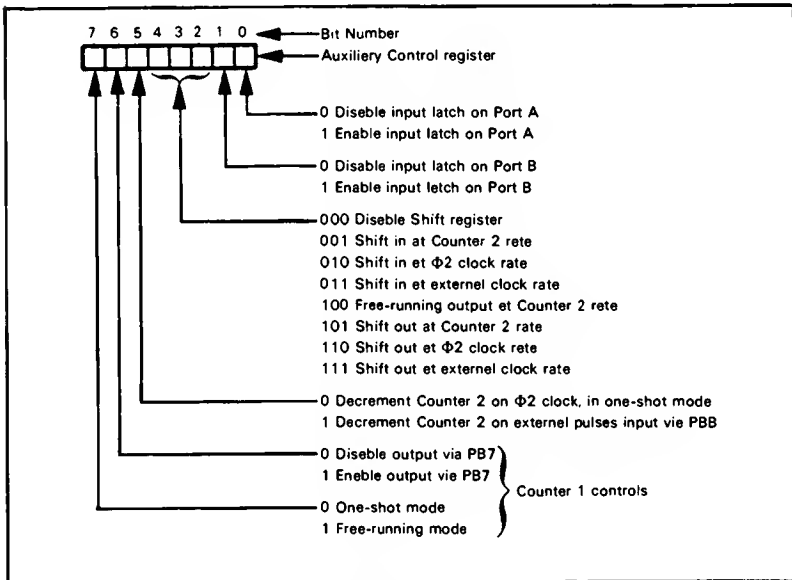 7 6 5 4 3 2 1 0 Bit Number
Auxiliary Control register
0 Diseble input latch on Port A
1 Enable input latch on Port A
0 Disable input latch on Port B
1 Enable input letch on Port B
000 Diseble Shift register
001 Shift in at Counter 2 rete
010 Shift in et Φ2 clock rate
011 Shift in et externel clock rate
100 Free-running output et Counter 2 rete
101 Shift out at Counter 2 rate
110 Shift out et Φ2 clock rete
111 Shift out et externel clock rate
0 Decrement Counter 2 on Φ2 clock, in one-shot mode
1 Decrement Counter 2 on external pulses input vie PBB
0 Diseble output via PB7
1 Eneble output vie PB7
Counter 1 controls
0 One-shot mode
1 Free-running mode